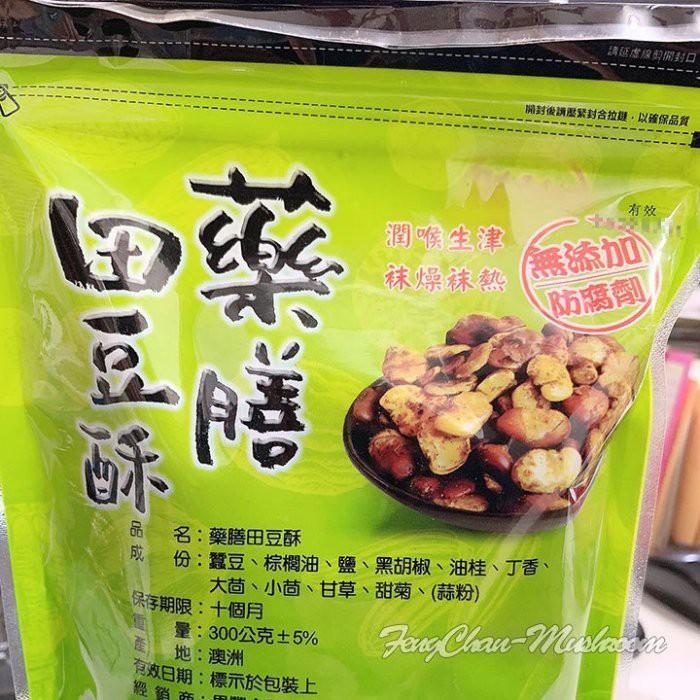 請延虛線剪開封口
開封後請壓緊封合拉鏈，以確保品質
有效
藥膳
田豆酥
潤喉生津
袜燥袜熱
無添加
防腐劑
品名：藥膳田豆酥
成份：蠶豆、棕櫚油、鹽、黑胡椒、油桂、丁香、
大茴、小茴、甘草、甜菊、(蒜粉)
保存期限：十個月
重量：300公克±5%
產地：澳洲
有效日期：標示於包裝上
經銷商：
FengChan-Mushroom